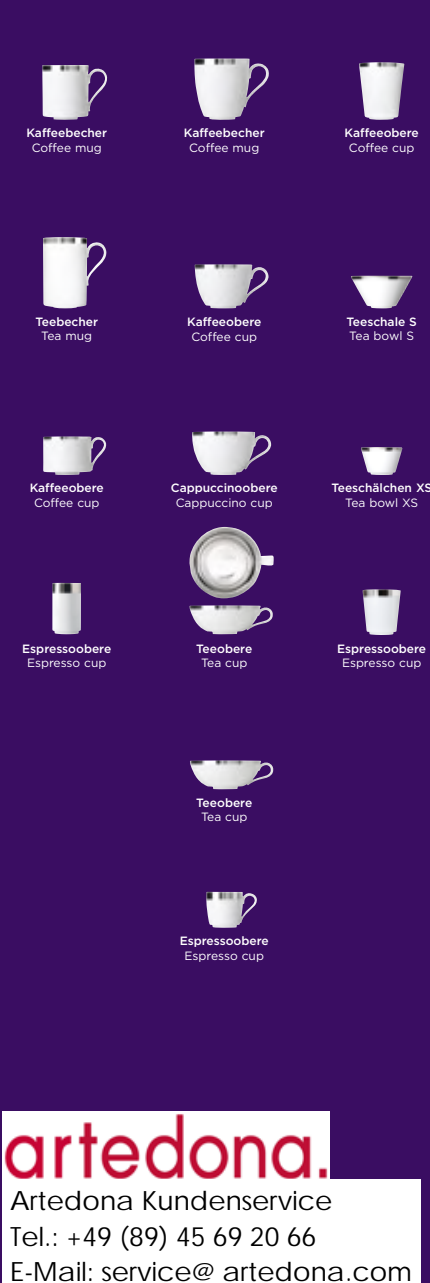 Kaffeebecher
Coffee mug
Kaffeebecher
Coffee mug
Kaffeeobere
Coffee cup
Teebecher
Tea mug
Kaffeeobere
Coffee cup
Teeschale S
Tea bowl S
Kaffeeobere
Coffee cup
Cappuccinoobere
Cappuccino cup
Teeschälchen XS
Tea bowl XS
Espressoobere
Espresso cup
Teeobere
Tea cup
Espressoobere
Espresso cup
Teeobere
Tea cup
Espressoobere
Espresso cup
artedona.
Artedona Kundenservice
Tel.: +49 (89) 45 69 20 66
E-Mail: service@ artedona.com